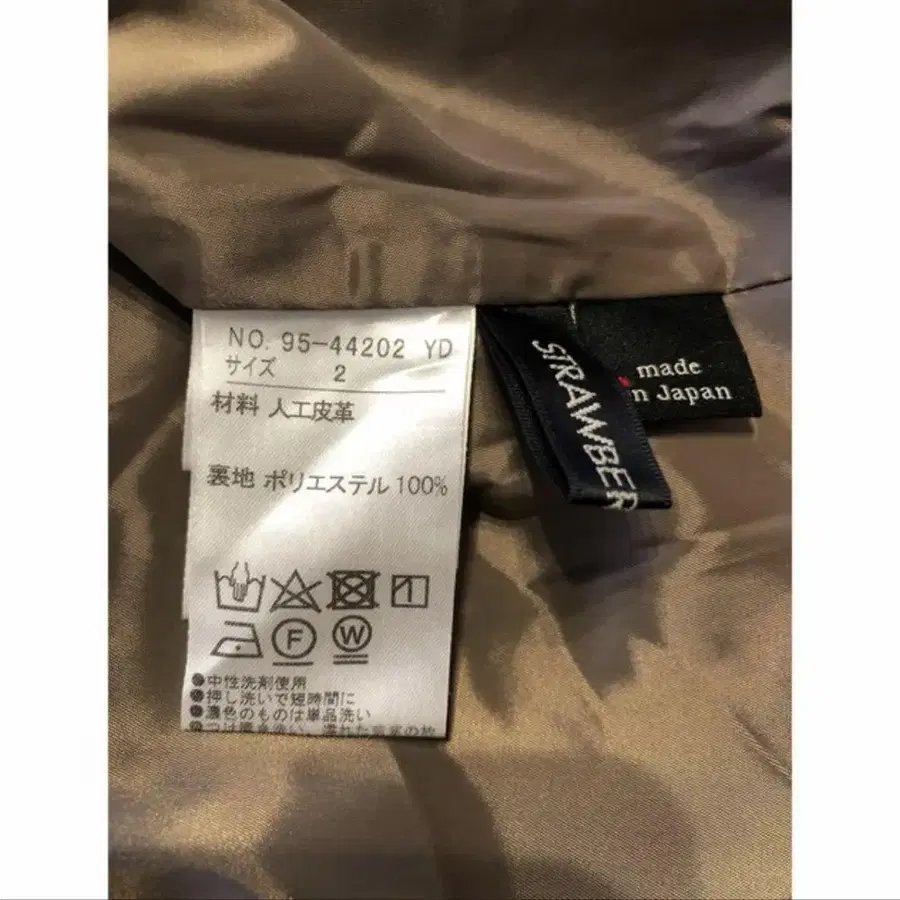 NO. 95-44202 YD
サイズ 2
材料 人工皮革
裏地 ポリエステル 100%
F
W
●中性洗剤使用
●押し洗いで短時間に
●濃色のものは単品洗い
STRAWBER
made
n Japan